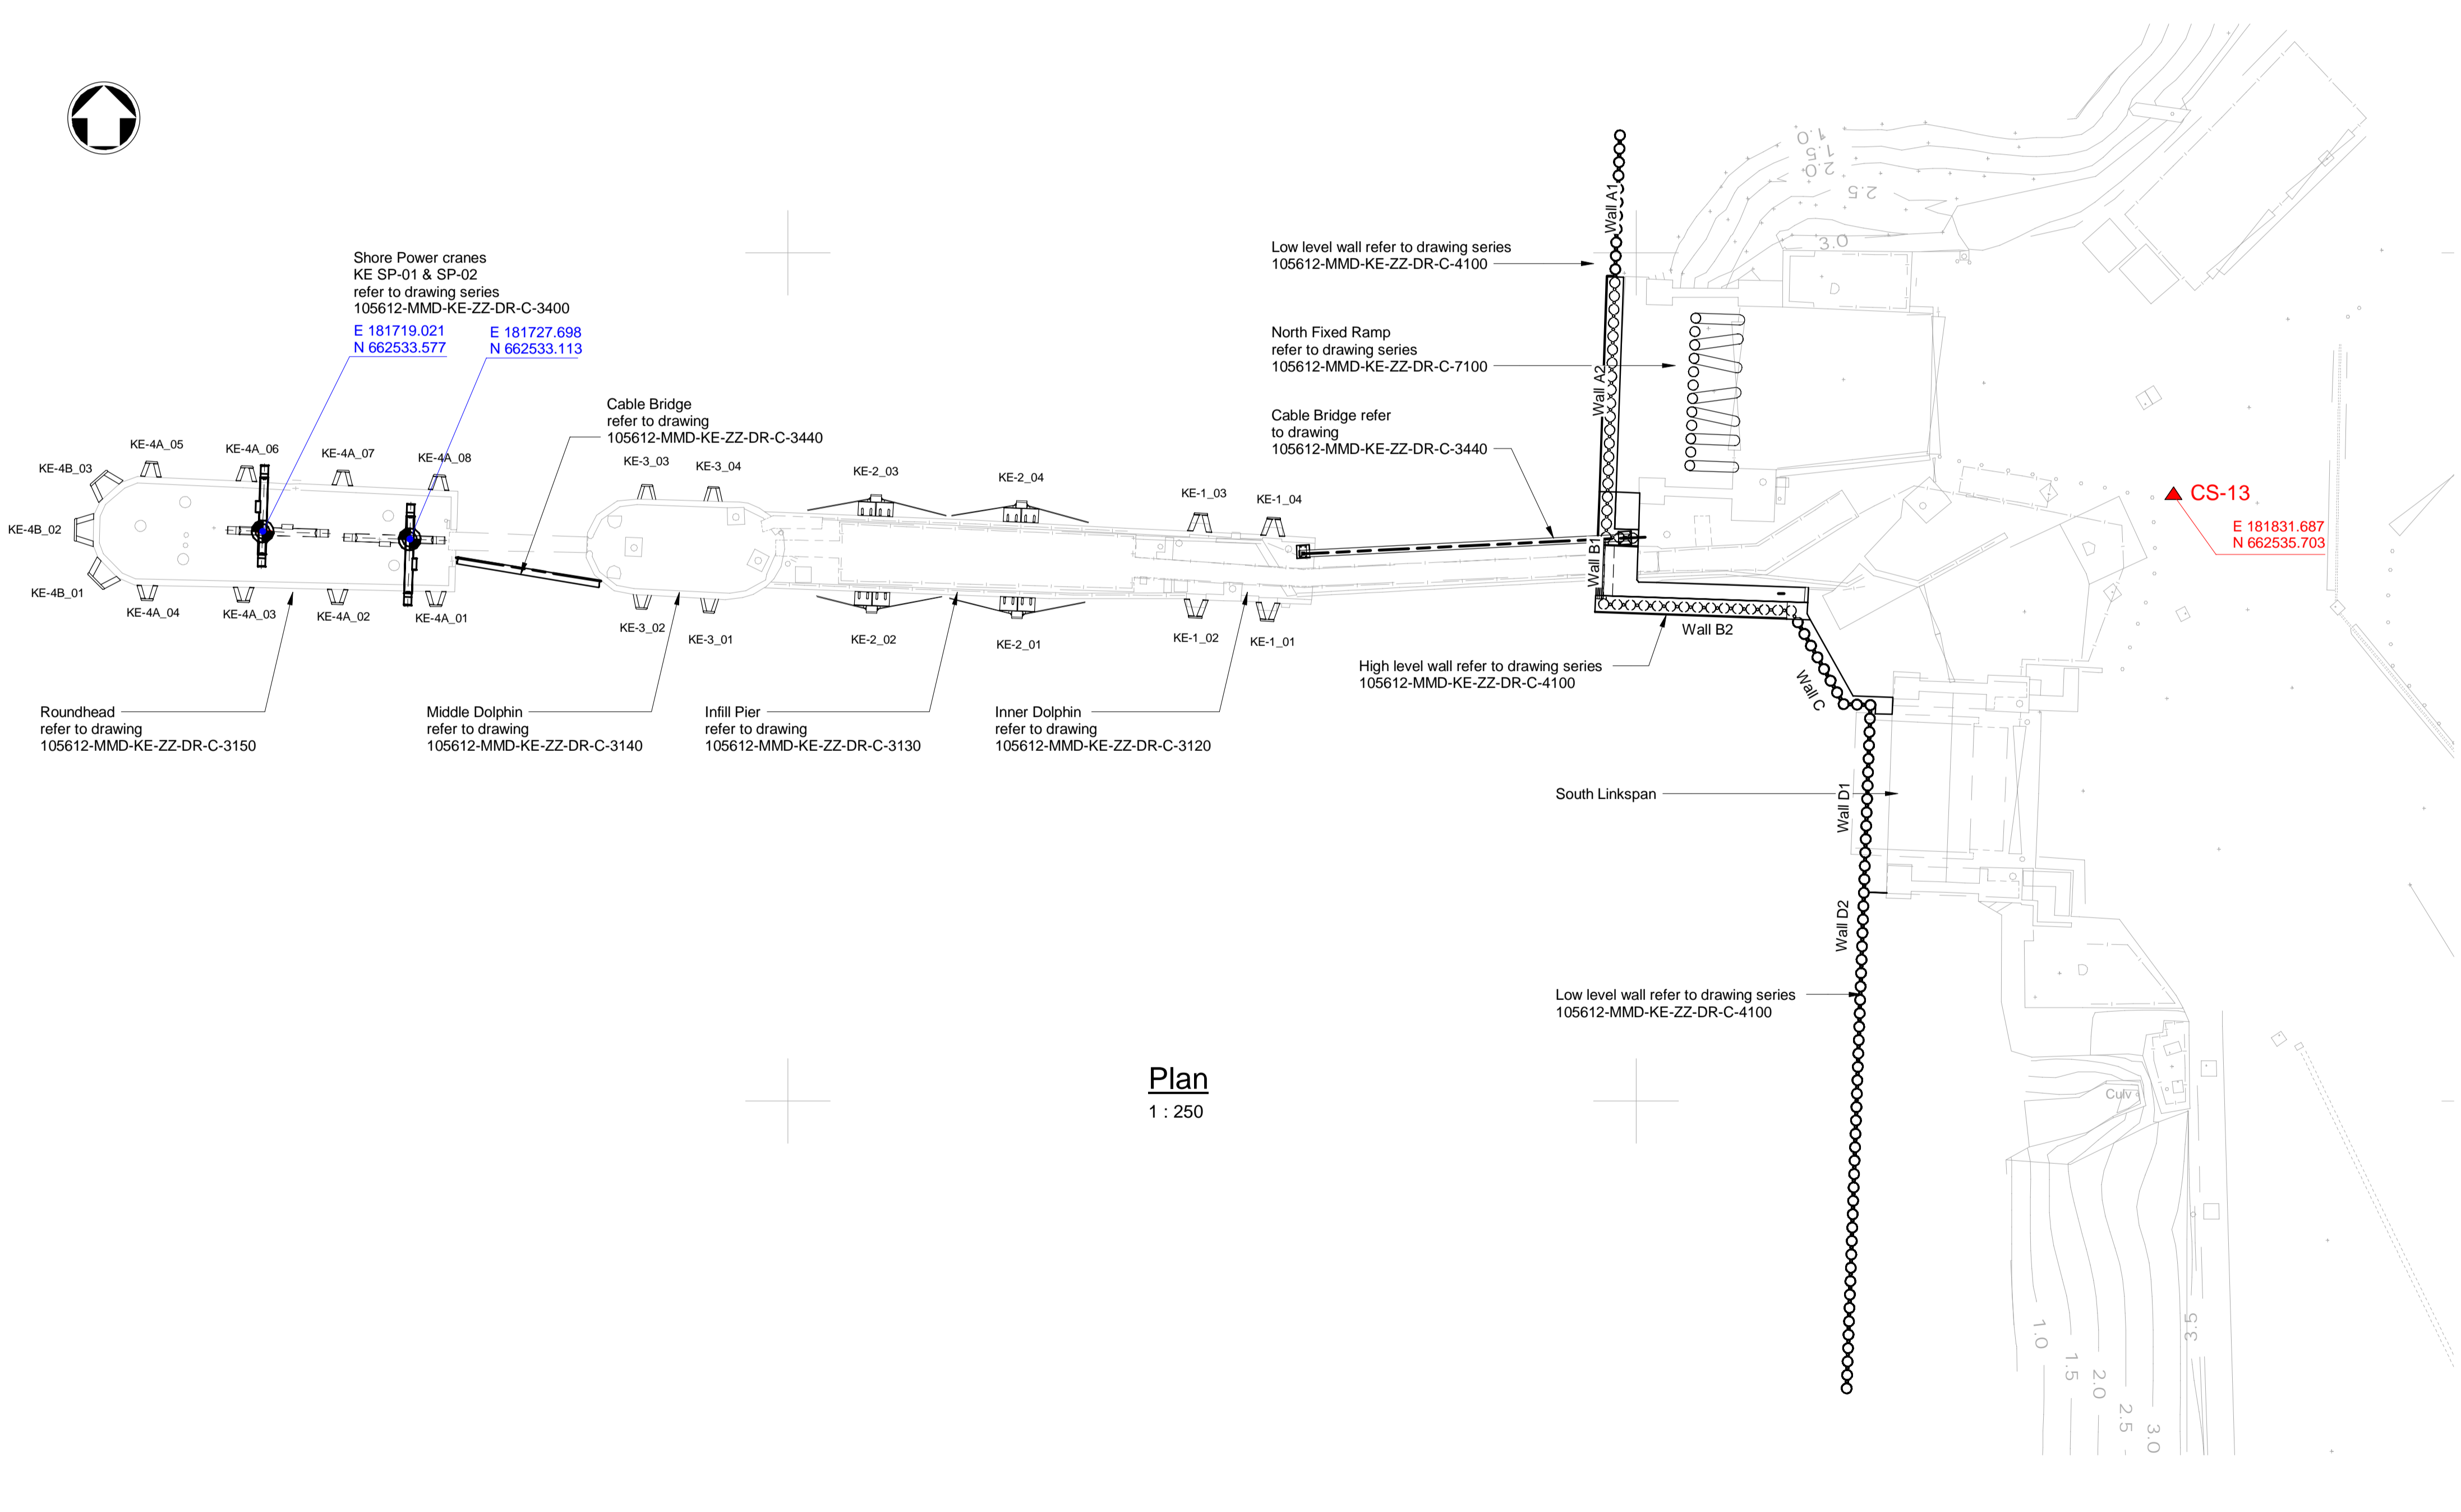 Shore Power cranes
KE SP-01 & SP-02
refer to drawing series
105612-MMD-KE-ZZ-DR-C-3400
E 181719.021
N 662533.577
E 181727.698
N 662533.113
Cable Bridge
refer to drawing
105612-MMD-KE-ZZ-DR-C-3440
Low level wall refer to drawing series
105612-MMD-KE-ZZ-DR-C-4100
North Fixed Ramp
refer to drawing series
105612-MMD-KE-ZZ-DR-C-7100
Cable Bridge refer
to drawing
105612-MMD-KE-ZZ-DR-C-3440
Wall A1
Wall A2
Wall B1
Wall B2
Wall C
Wall D1
Wall D2
1.0
1.5
2.0
2.5
3.0
D
CS-13
E 181831.687
N 662535.703
D
KE-4A_05
KE-4A_06
KE-4A_07
KE-4A_08
KE-4B_03
KE-4B_02
KE-4B_01
KE-4A_04
KE-4A_03
KE-4A_02
KE-4A_01
KE-3_03
KE-3_04
KE-3_02
KE-3_01
KE-2_03
KE-2_04
KE-2_02
KE-2_01
KE-1_03
KE-1_04
KE-1_02
KE-1_01
High level wall refer to drawing series
105612-MMD-KE-ZZ-DR-C-4100
Roundhead
refer to drawing
105612-MMD-KE-ZZ-DR-C-3150
Middle Dolphin
refer to drawing
105612-MMD-KE-ZZ-DR-C-3140
Infill Pier
refer to drawing
105612-MMD-KE-ZZ-DR-C-3130
Inner Dolphin
refer to drawing
105612-MMD-KE-ZZ-DR-C-3120
South Linkspan
Low level wall refer to drawing series
105612-MMD-KE-ZZ-DR-C-4100
D
Culv
Plan
1 : 250
1.0
1.5
2.0
2.5
3.0
3.5